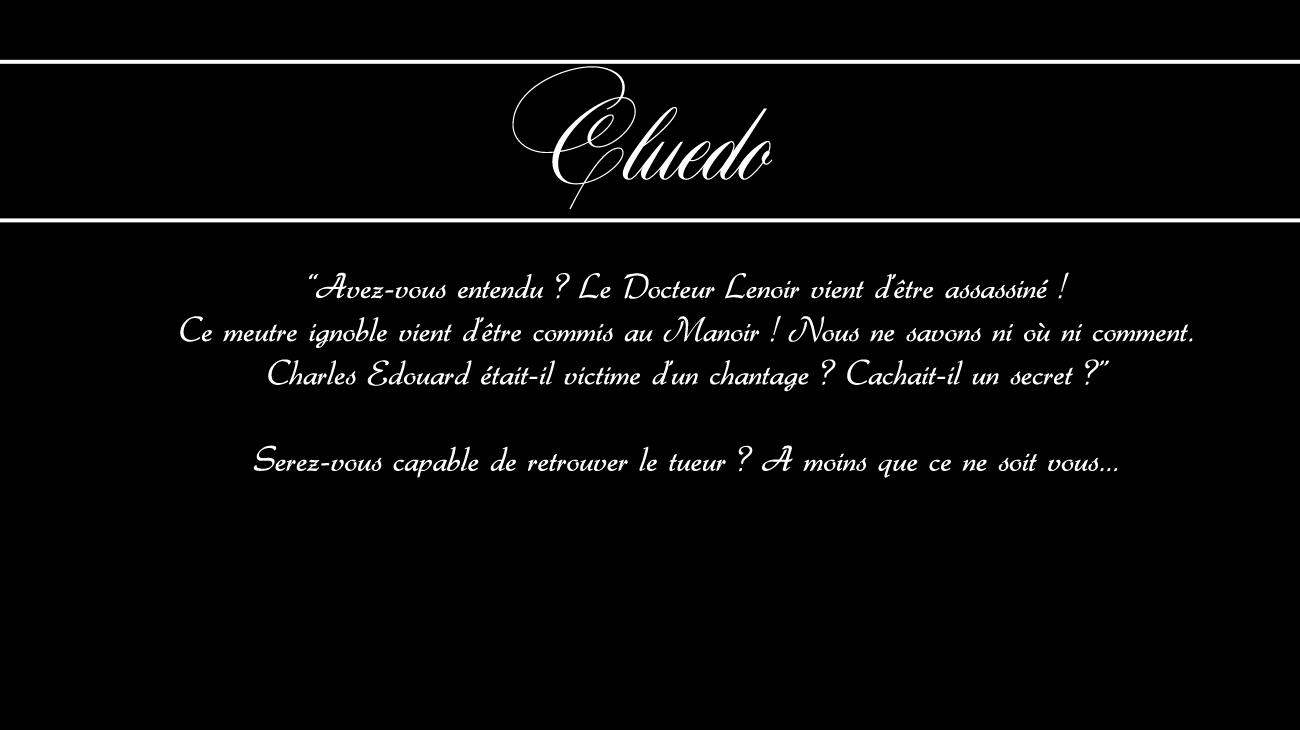 Cluedo
“Avez-vous entendu ? Le Docteur Lenoir vient d'être assassiné !
Ce meutre ignoble vient d'être commis au Manoir ! Nous ne savons ni où ni comment.
Charles Edouard était-il victime d'un chantage ? Cachait-il un secret ?”
Serez-vous capable de retrouver le tueur ? A moins que ce ne soit vous...